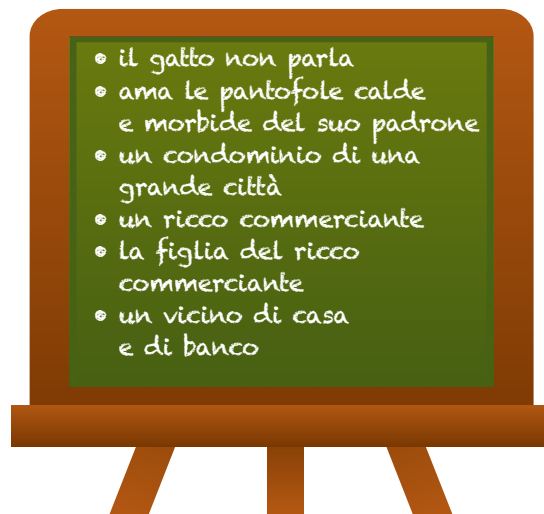 • il gatto non parla
• ama le pantofole calde
e morbide del suo padrone
• un condominio di una
grande città
• un ricco commerciante
• la figlia del ricco
commerciante
• un vicino di casa
e di banco